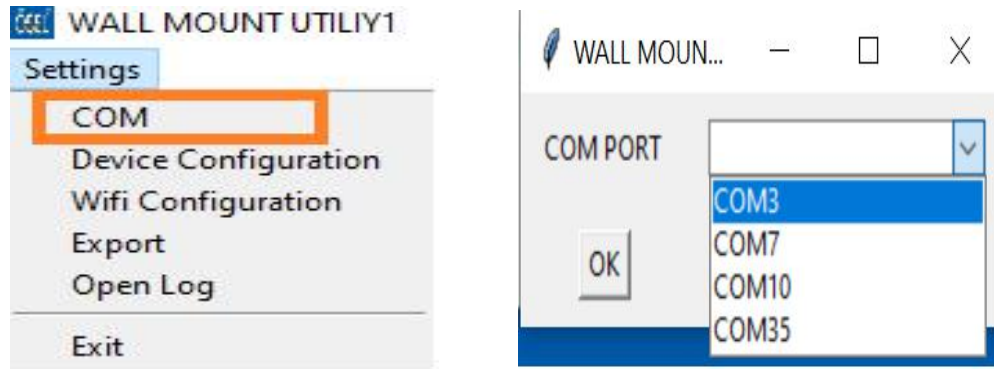 WALL MOUNT UTILIY1
Settings
COM
Device Configuration
Wifi Configuration
Export
Open Log
Exit
WALL MOUN...
COM PORT
COM3
COM7
COM10
COM35
OK